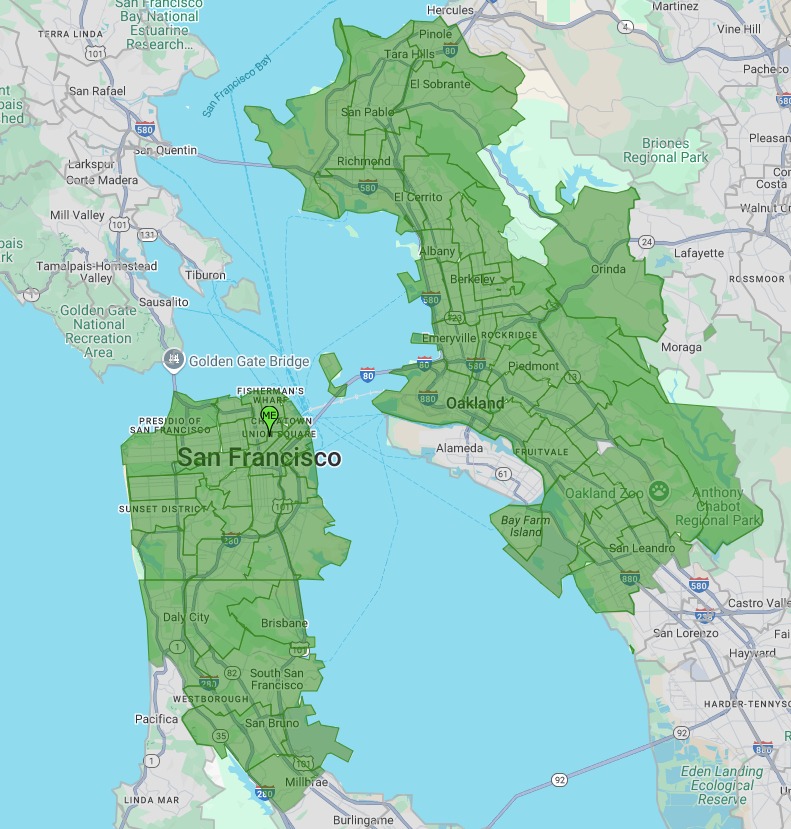 San Francisco
Bay National
Estuarine
Research...
Hercules
Martinez
4
TERRA LINDA
101
Pinole
80
Vine Hill
Tara Hills
San Francisco Bay
Pacheco
San Rafael
El Sobrante
680
San Pablo
580
San Quentin
Briones
Regional Park
Pleasan
Larkspur
Richmond
Con
Costa
Corte Madera
580
El Cerrito
Mill Valley
Walnut Cr
101
131
24
Albany
Lafayette
Tamalpais-Homestead
Valley
Tiburon
Berkeley
Orinda
ROSSMOOR
Sausalito
580
Golden Gate
National
Recreation
Area
123
Emeryville
ROCKRIDGE
Moraga
Golden Gate Bridge
80
80
580
Piedmont
13
FISHERMAN'S
WHARF
880
Oakland
ME
PRESIDIO OF
SAN FRANCISCO
UNION SQUARE
San Francisco
Alameda
FRUITVALE
61
Oakland Zoo
Anthony
Chabot
Regional Park
SUNSET DISTRICT
101
Bay Farm
Island
280
San Leandro
880
580
238
Castro Valle
Daly City
Brisbane
San Lorenzo
Fai
1
101
Hayward
82
South San
Francisco
280
WESTBOROUGH
HARDER-TENNYSO
Pacifica
San Bruno
35
92
880
1
101
Eden Landing
Ecological
Reserve
92
Millbrae
280
LINDA MAR
Burlingame